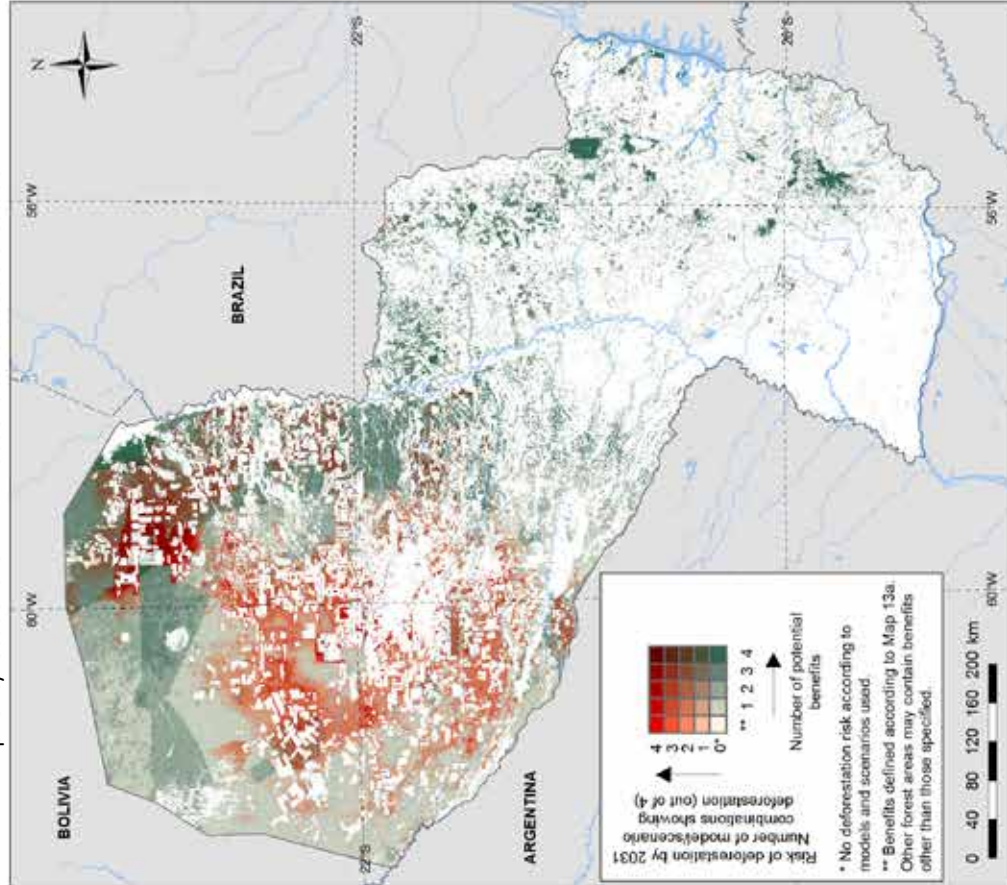 N
56°W
60°W
22°S
26°S
BOLIVIA
BRAZIL
ARGENTINA
22°S
60°W
56°W
Risk of deforestation by 2031
Number of model/scenario
combinations showing
deforestation (out of 4)
4
3
2
1
0*
** 1 2 3 4
Number of potential
benefits
* No deforestation risk according to
models and scenarios used.
** Benefits defined according to Map 13a.
Other forest areas may contain benefits
other than those specified.
0 40 80 120 160 200 km